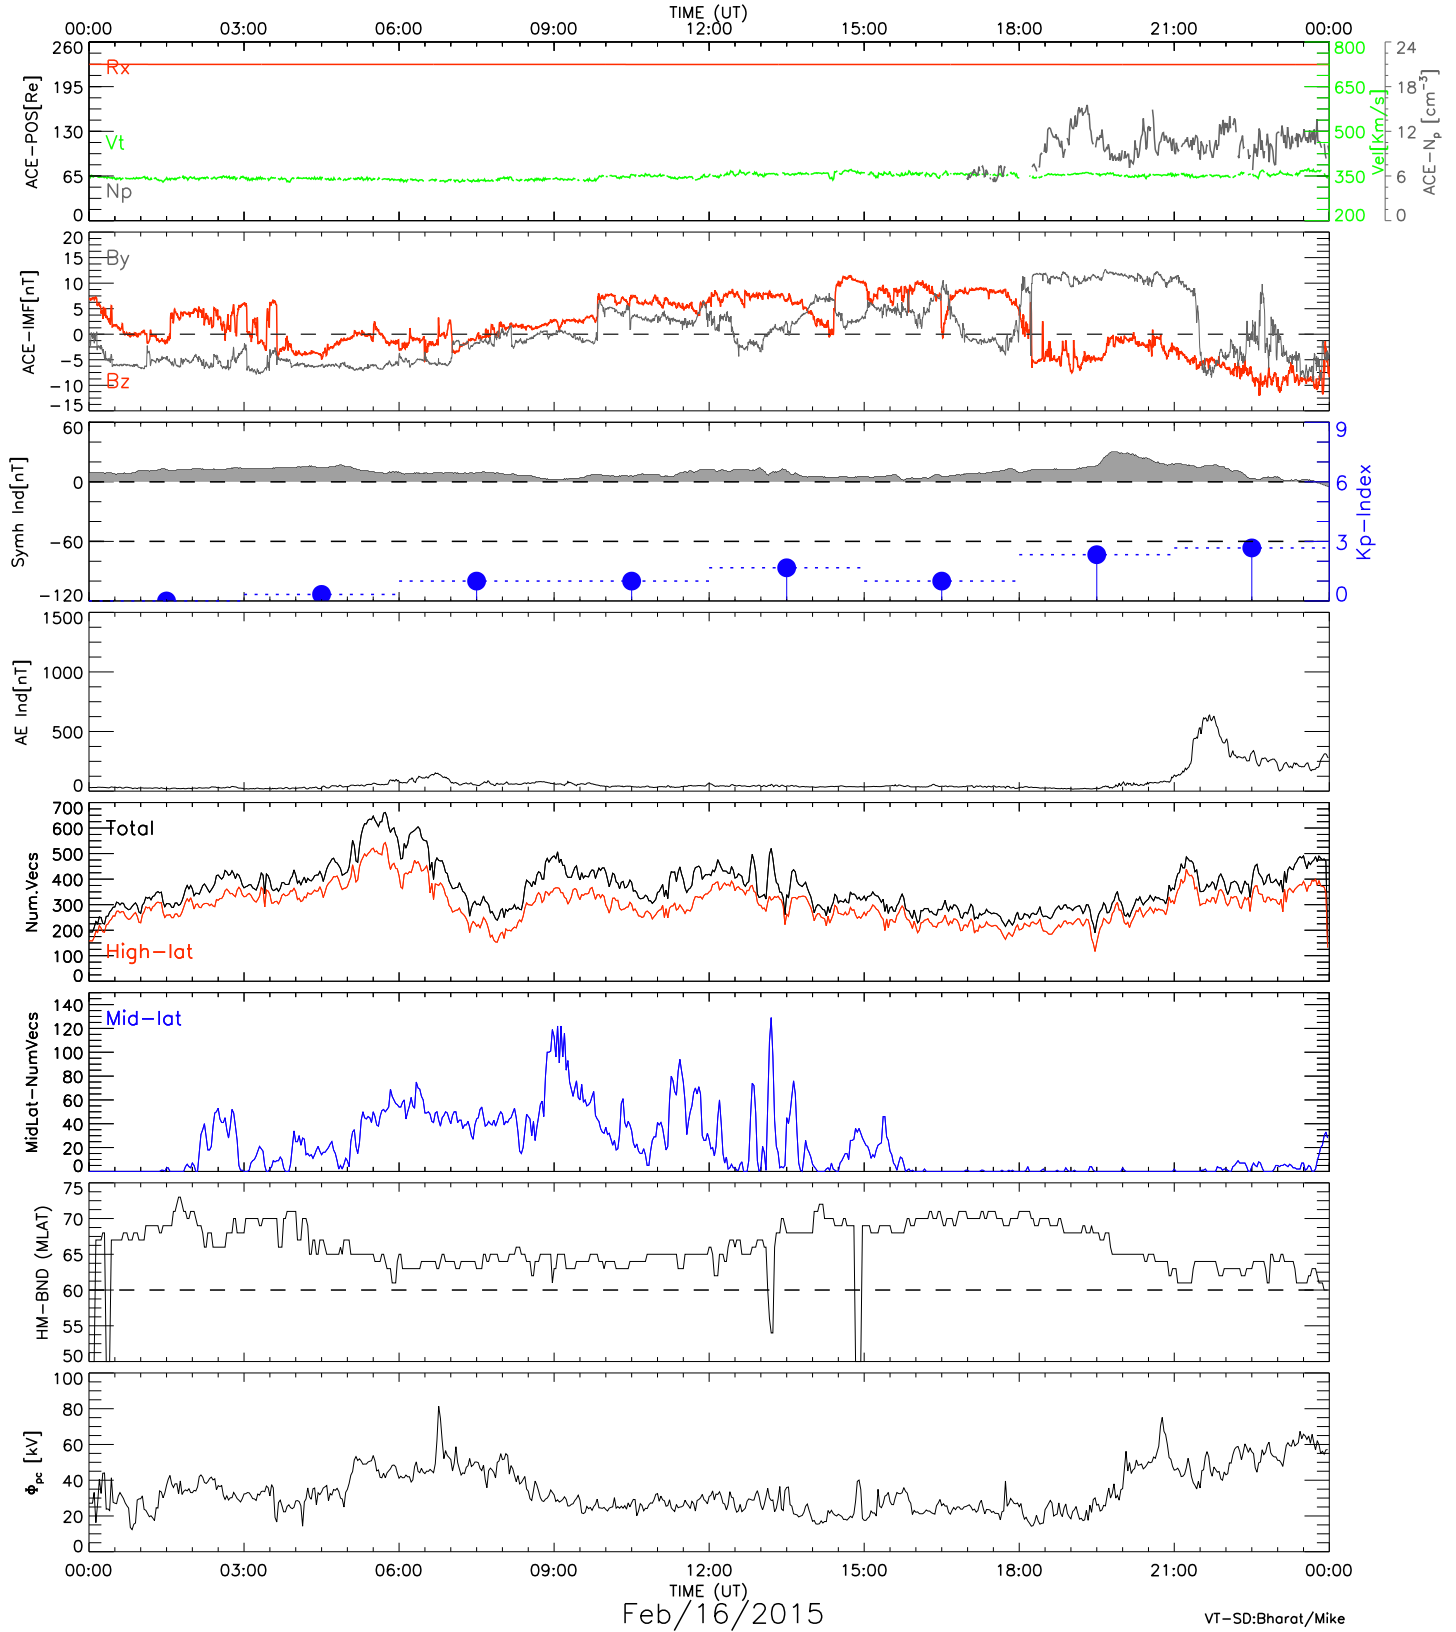 TIME (UT)
00:00 03:00 06:00 09:00 12:00 15:00 18:00 21:00 00:00
ACE-POS[Re]
260
195
130
65
0
Rx
Vt
Np
800
650
500
350
200
Vel[Km/s]
24
18
12
6
0
ACE-Np [cm-3]
ACE-IMF[nT]
20
15
10
5
0
-5
-10
-15
By
Bz
Symh Ind[nT]
60
0
-60
-120
9
6
3
0
Kp-Index
AE Ind[nT]
1500
1000
500
0
Num.Vecs
700
600
500
400
300
200
100
0
Total
High-lat
MidLat-NumVecs
140
120
100
80
60
40
20
0
Mid-lat
HM-BND (MLAT)
75
70
65
60
55
50
Φpc [kV]
100
80
60
40
20
0
00:00 03:00 06:00 09:00 12:00 15:00 18:00 21:00 00:00
TIME (UT)
Feb/16/2015
VT-SD:Bharat/Mike